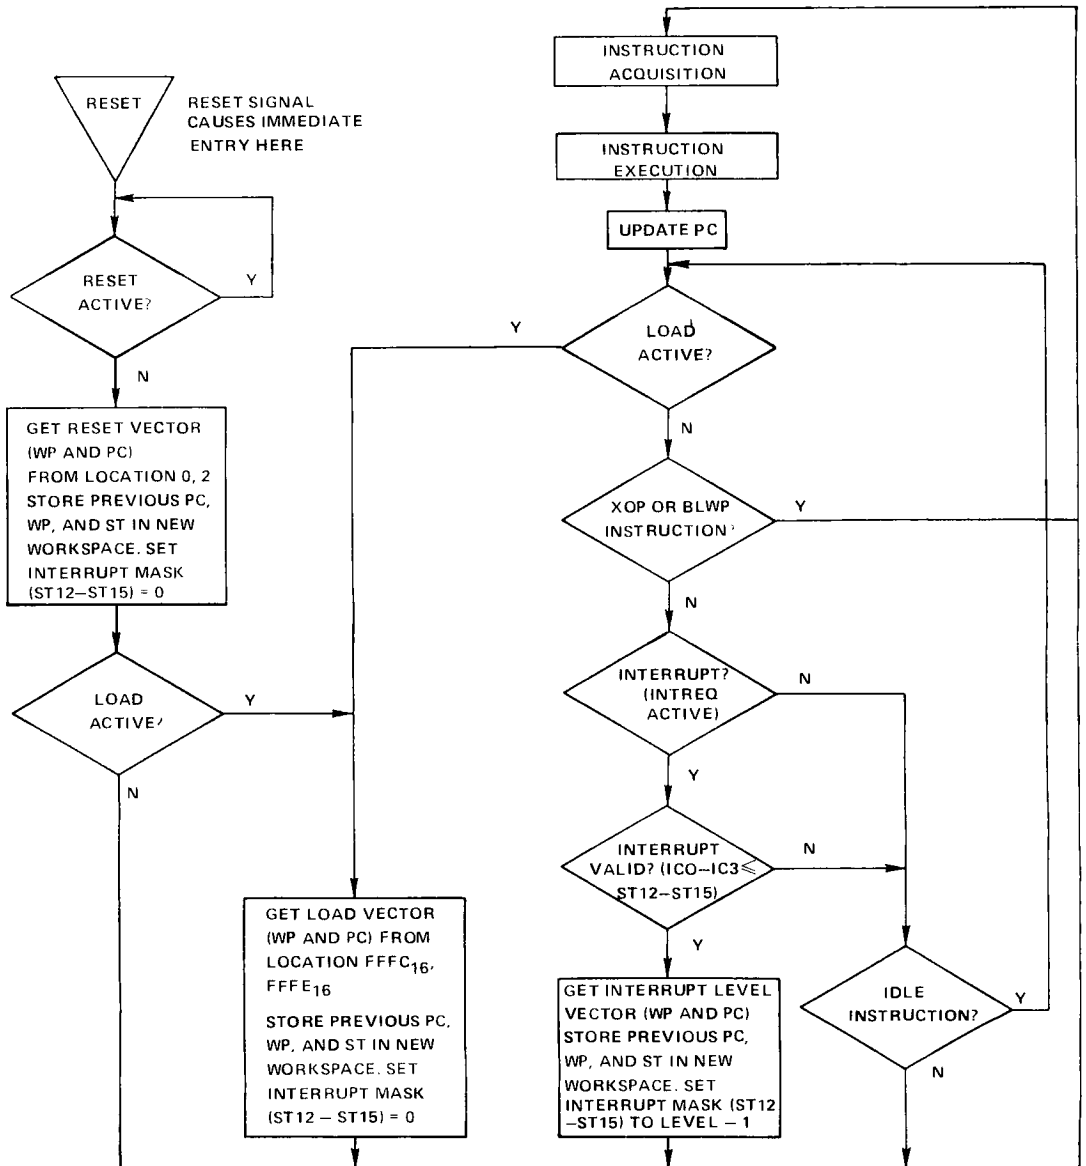 RESET
RESET SIGNAL
CAUSES IMMEDIATE
ENTRY HERE
RESET
ACTIVE?
Y
N
GET RESET VECTOR
(WP AND PC)
FROM LOCATION 0, 2
STORE PREVIOUS PC,
WP, AND ST IN NEW
WORKSPACE. SET
INTERRUPT MASK
(ST12–ST15) = 0
LOAD
ACTIVE?
Y
N
GET LOAD VECTOR
(WP AND PC) FROM
LOCATION FFFC16,
FFFE16
STORE PREVIOUS PC,
WP, AND ST IN NEW
WORKSPACE. SET
INTERRUPT MASK
(ST12 – ST15) = 0
INSTRUCTION
ACQUISITION
INSTRUCTION
EXECUTION
UPDATE PC
LOAD
ACTIVE?
Y
N
XOP OR BLWP
INSTRUCTION?
Y
N
INTERRUPT?
(INTREQ
ACTIVE)
N
Y
INTERRUPT
VALID? (IC0–IC3 ≤
ST12–ST15)
N
Y
GET INTERRUPT LEVEL
VECTOR (WP AND PC)
STORE PREVIOUS PC,
WP, AND ST IN NEW
WORKSPACE. SET
INTERRUPT MASK (ST12
–ST15) TO LEVEL – 1
IDLE
INSTRUCTION?
Y
N